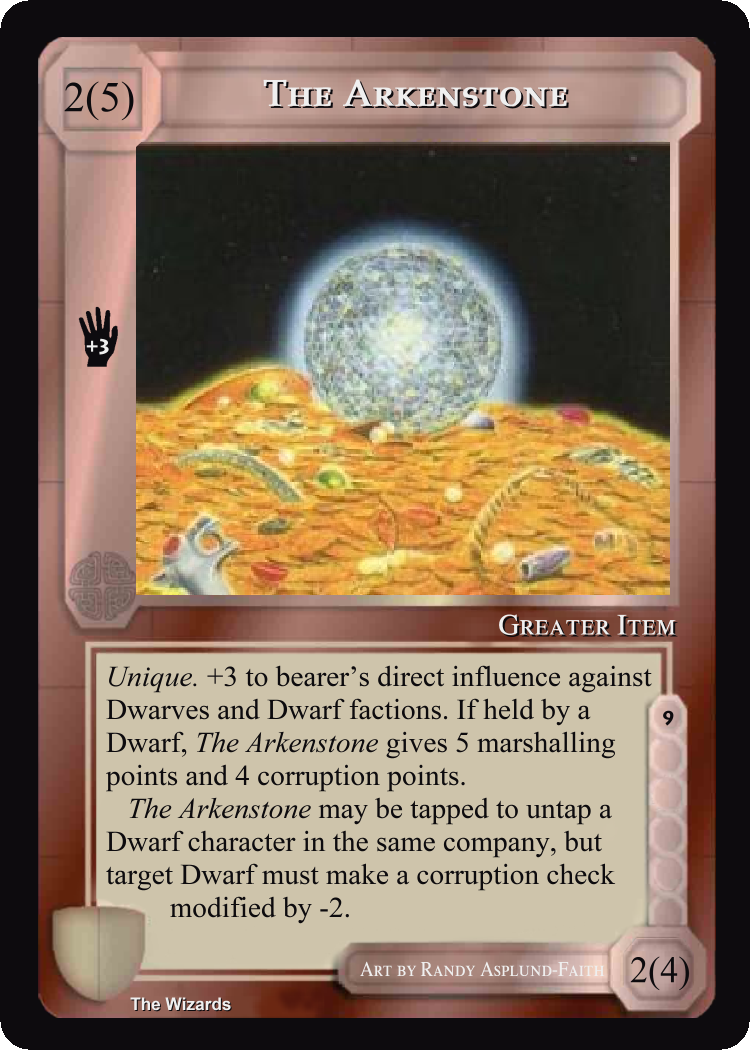 2(5)
The Arkenstone
+3
Greater Item
Unique. +3 to bearer’s direct influence against
Dwarves and Dwarf factions. If held by a
Dwarf, The Arkenstone gives 5 marshalling
points and 4 corruption points.
The Arkenstone may be tapped to untap a
Dwarf character in the same company, but
target Dwarf must make a corruption check
modified by -2.
9
Art by Randy Asplund-Faith
2(4)
The Wizards